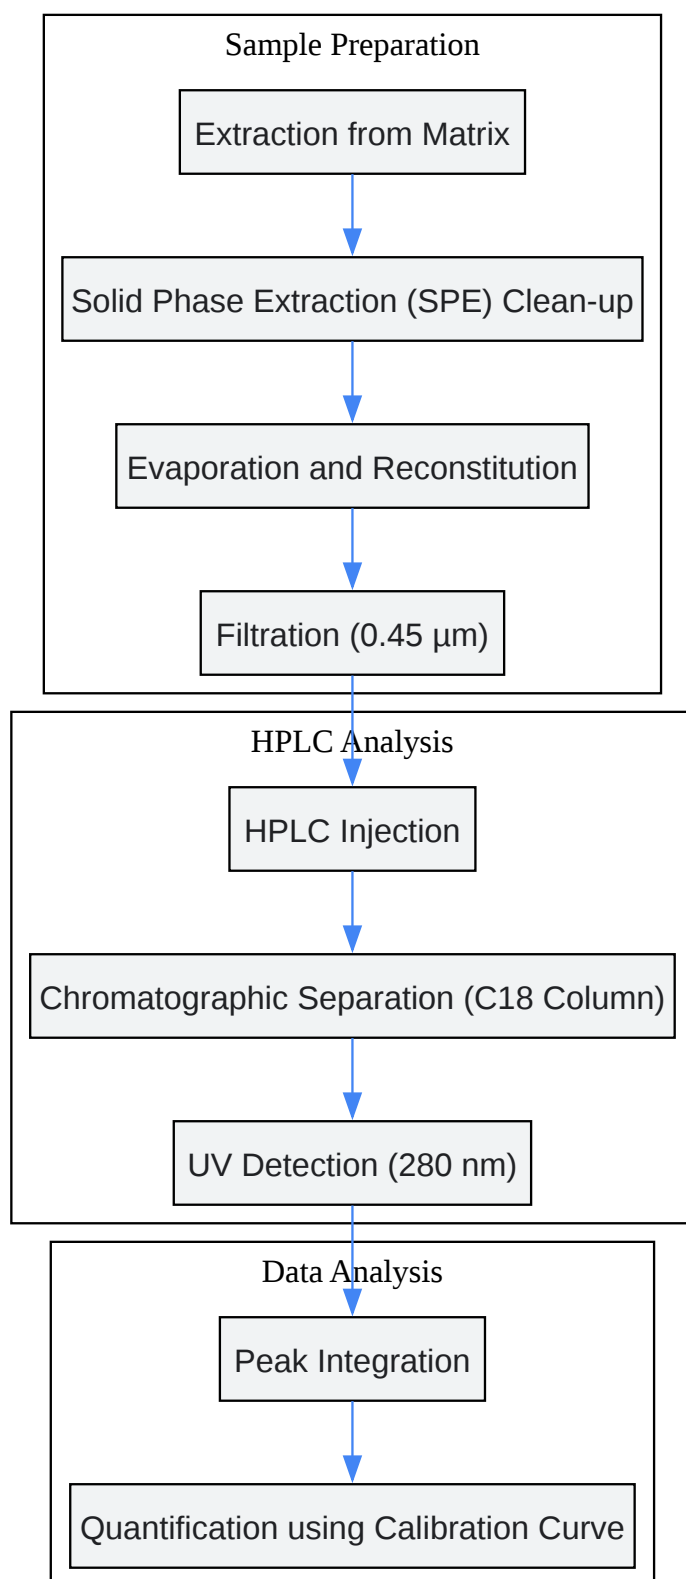 Sample Preparation
Extraction from Matrix
Solid Phase Extraction (SPE) Clean-up
Evaporation and Reconstitution
Filtration (0.45 µm)
HPLC Analysis
HPLC Injection
Chromatographic Separation (C18 Column)
UV Detection (280 nm)
Data Analysis
Peak Integration
Quantification using Calibration Curve